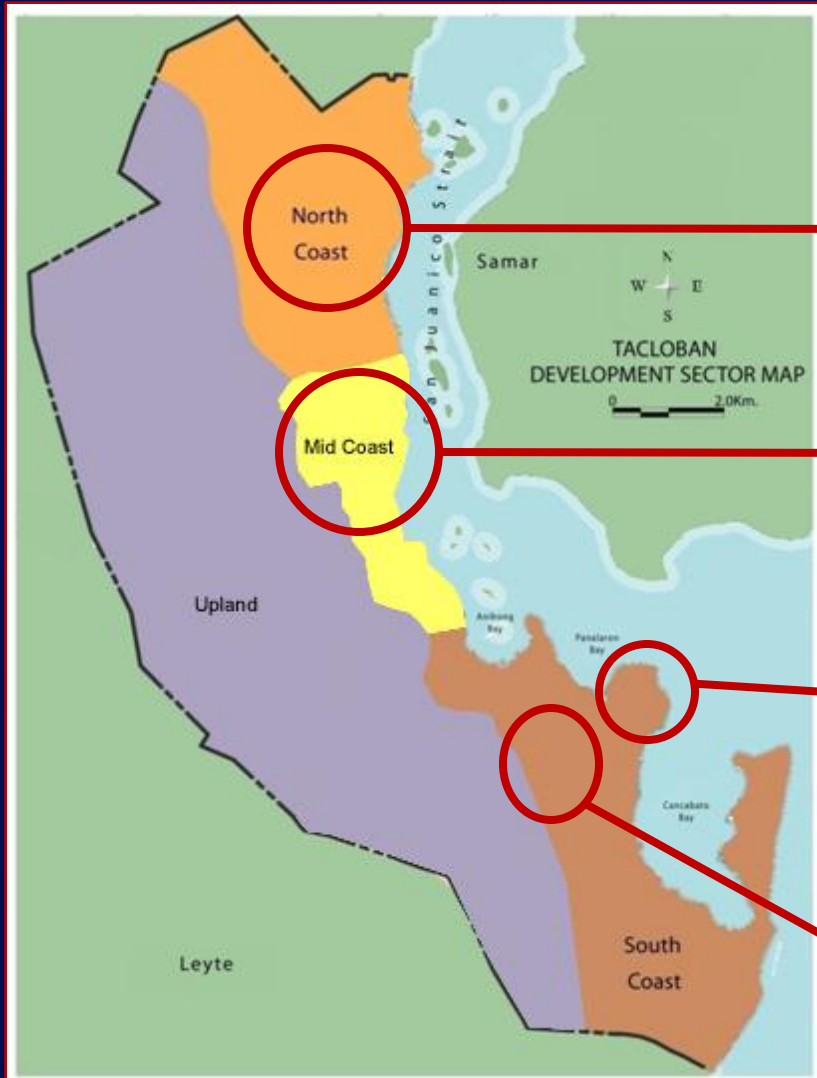 San Juanico Strait
North
Coast
Samar
N
W E
S
TACLOBAN
DEVELOPMENT SECTOR MAP
0 2.0Km.
Mid Coast
Upland
Anibong
Bay
Panalaron
Bay
Cancabato
Bay
South
Coast
Leyte